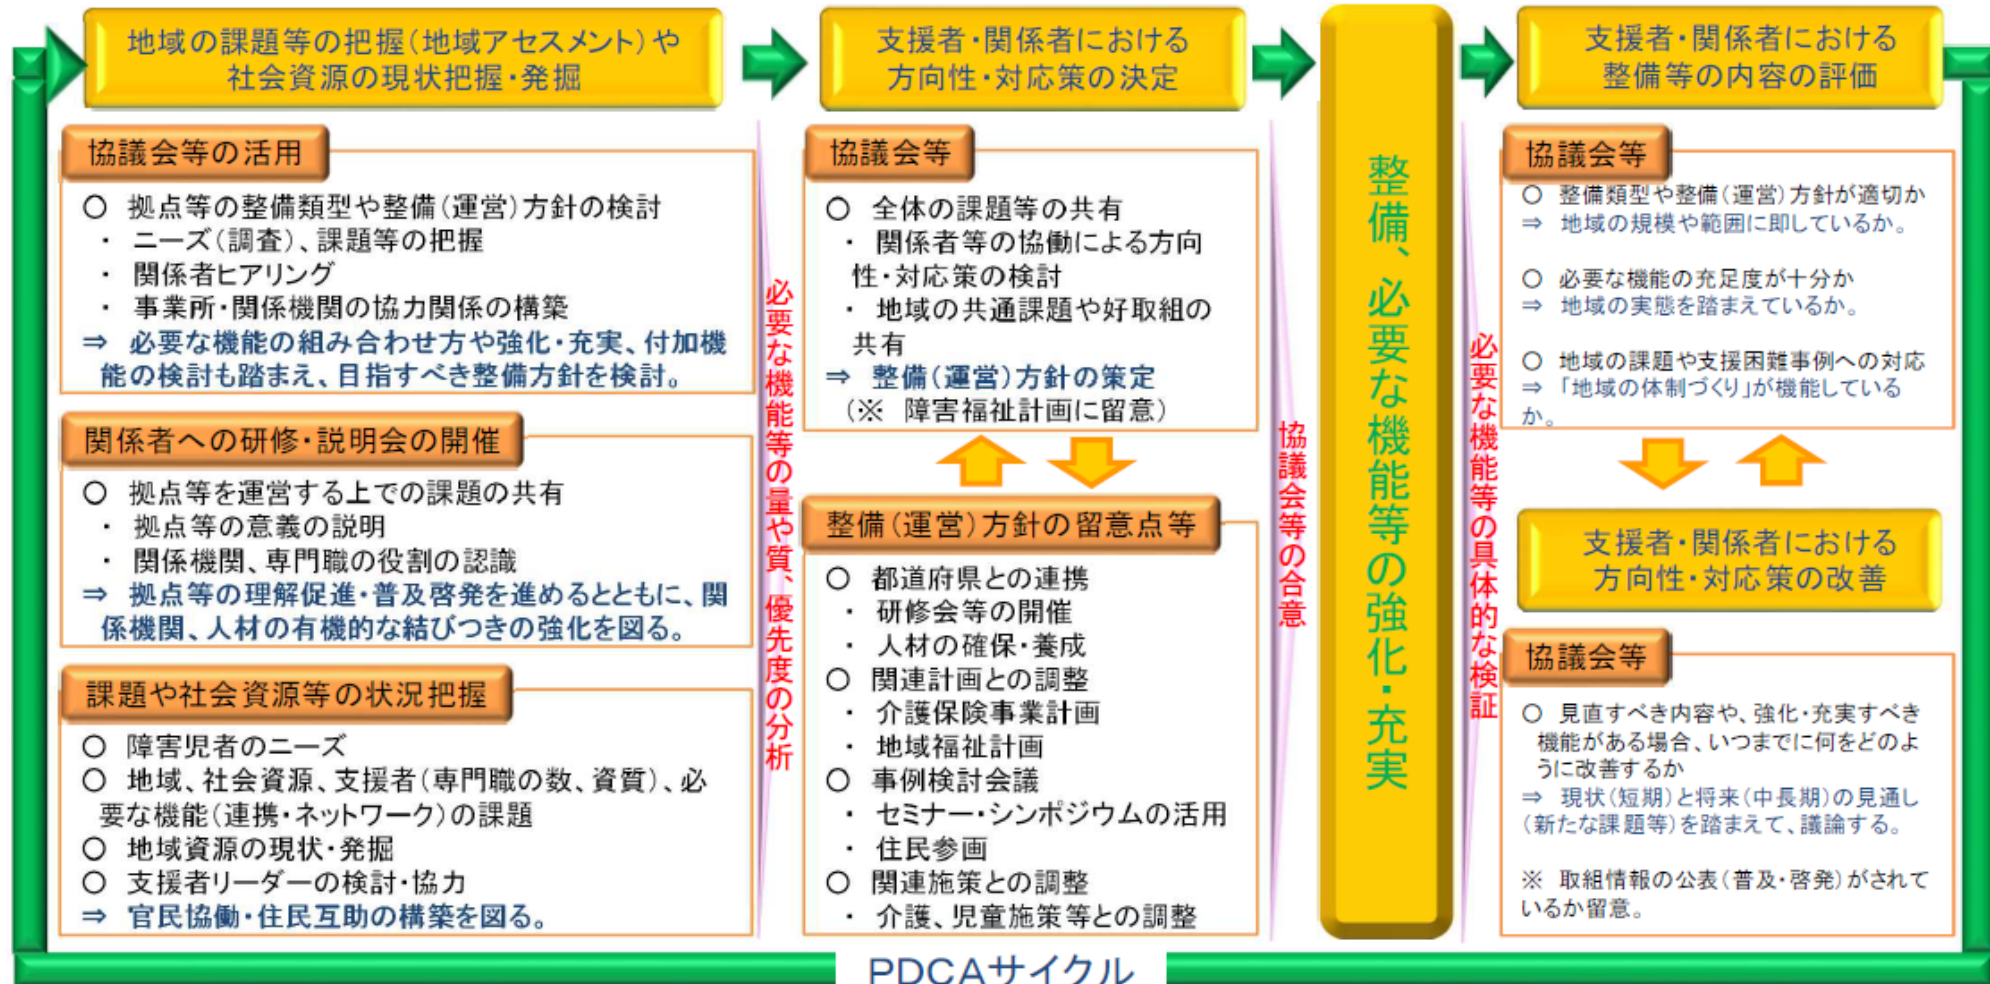 地域の課題等の把握(地域アセスメント)や
社会資源の現状把握・発掘
協議会等の活用
○ 拠点等の整備類型や整備(運営)方針の検討
・ ニーズ(調査)、課題等の把握
・ 関係者ヒアリング
・ 事業所・関係機関の協力関係の構築
⇒ 必要な機能の組み合わせ方や強化・充実、付加機
能の検討も踏まえ、目指すべき整備方針を検討。
関係者への研修・説明会の開催
○ 拠点等を運営する上での課題の共有
・ 拠点等の意義の説明
・ 関係機関、専門職の役割の認識
⇒ 拠点等の理解促進・普及啓発を進めるとともに、関
係機関、人材の有機的な結びつきの強化を図る。
課題や社会資源等の状況把握
○ 障害児者のニーズ
○ 地域、社会資源、支援者(専門職の数、資質)、必
要な機能(連携・ネットワーク)の課題
○ 地域資源の現状・発掘
○ 支援者リーダーの検討・協力
⇒ 官民協働・住民互助の構築を図る。
必要な機能等の量や質、優先度の分析
支援者・関係者における
方向性・対応策の決定
協議会等
○ 全体の課題等の共有
・ 関係者等の協働による方向
性・対応策の検討
・ 地域の共通課題や好取組の
共有
⇒ 整備(運営)方針の策定
(※ 障害福祉計画に留意)
整備(運営)方針の留意点等
○ 都道府県との連携
・ 研修会等の開催
・ 人材の確保・養成
○ 関連計画との調整
・ 介護保険事業計画
・ 地域福祉計画
○ 事例検討会議
・ セミナー・シンポジウムの活用
・ 住民参画
○ 関連施策との調整
・ 介護、児童施策等との調整
協議会等の合意
整備、必要な機能等の強化・充実
必要な機能等の具体的な検証
支援者・関係者における
整備等の内容の評価
協議会等
○ 整備類型や整備(運営)方針が適切か
⇒ 地域の規模や範囲に即しているか。
○ 必要な機能の充足度が十分か
⇒ 地域の実態を踏まえているか。
○ 地域の課題や支援困難事例への対応
⇒ 「地域の体制づくり」が機能している
か。
支援者・関係者における
方向性・対応策の改善
協議会等
○ 見直すべき内容や、強化・充実すべき
機能がある場合、いつまでに何をどのよ
うに改善するか
⇒ 現状(短期)と将来(中長期)の見通し
(新たな課題等)を踏まえて、議論する。
※ 取組情報の公表(普及・啓発)がされて
いるか留意。
PDCAサイクル